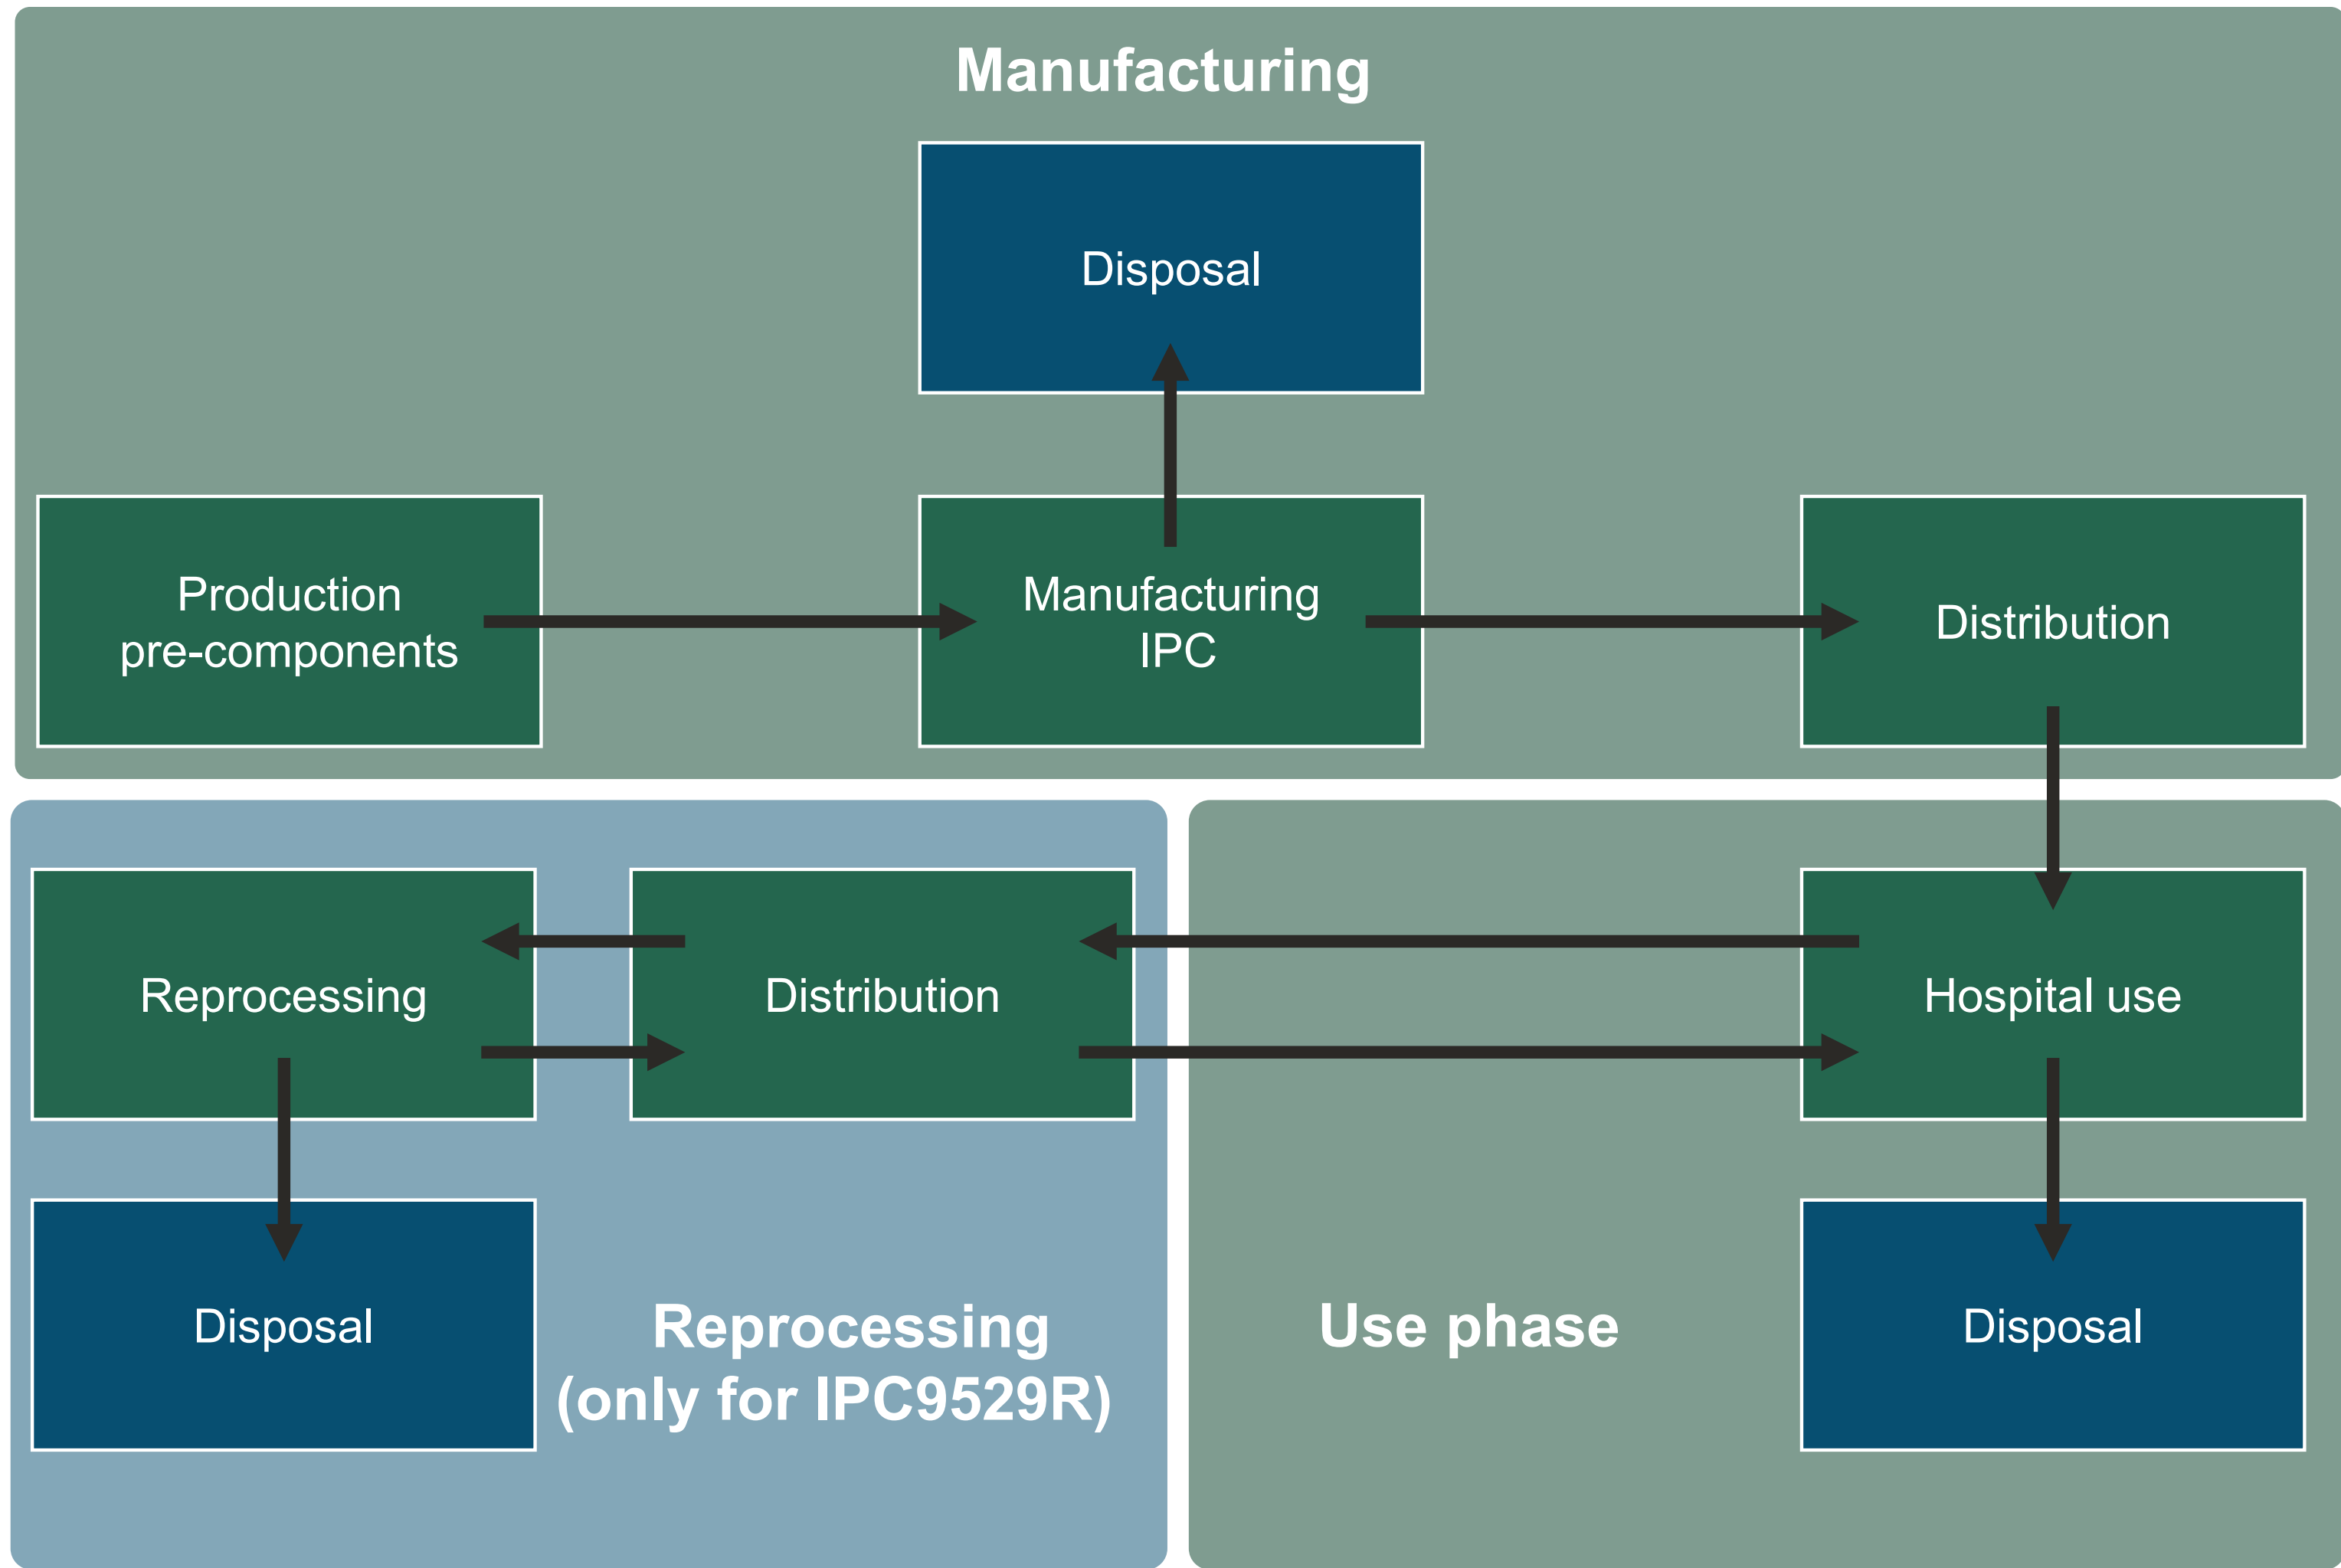 Manufacturing
Disposal
Production
pre-components
Manufacturing
IPC
Distribution
Reprocessing
Distribution
Hospital use
Disposal
Reprocessing
(only for IPC9529R)
Use phase
Disposal